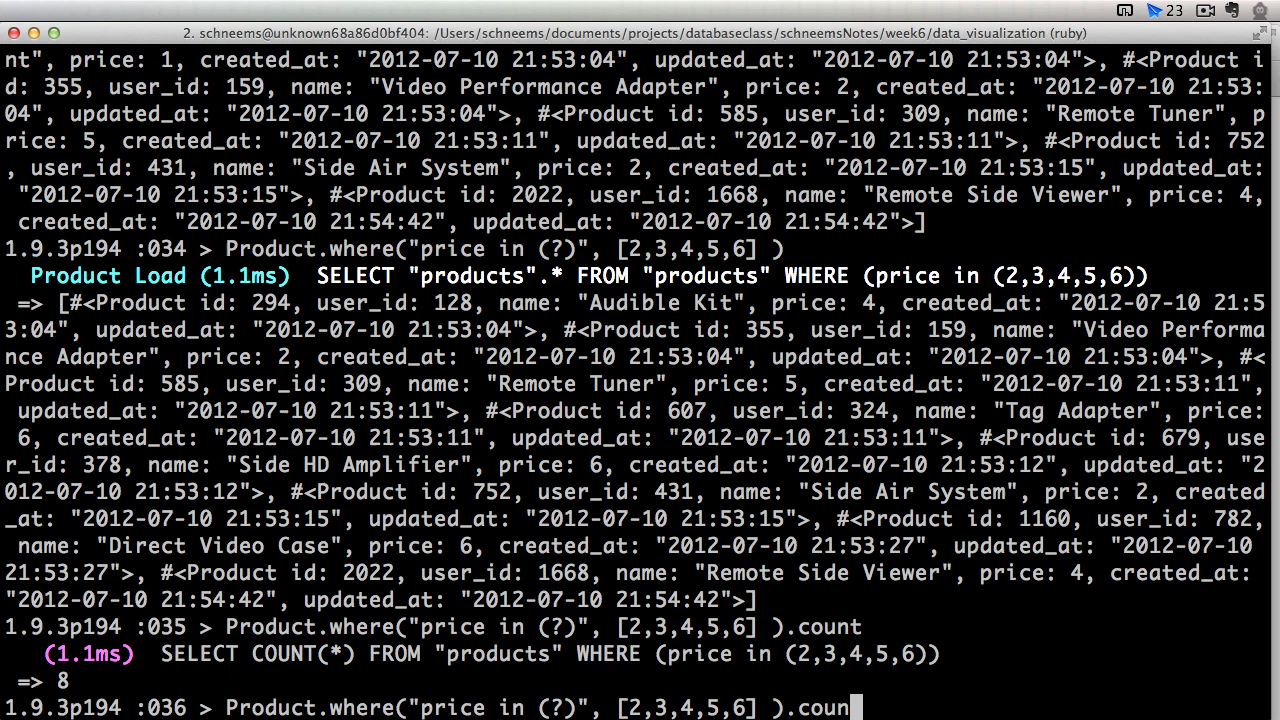 23
2. schneems@unknown68a86d0bf404: /Users/schneems/documents/projects/databaseclass/schneemsNotes/week6/data_visualization (ruby)
nt", price: 1, created_at: "2012-07-10 21:53:04", updated_at: "2012-07-10 21:53:04">, #<Product i
d: 355, user_id: 159, name: "Video Performance Adapter", price: 2, created_at: "2012-07-10 21:53:
04", updated_at: "2012-07-10 21:53:04">, #<Product id: 585, user_id: 309, name: "Remote Tuner", p
rice: 5, created_at: "2012-07-10 21:53:11", updated_at: "2012-07-10 21:53:11">, #<Product id: 752
, user_id: 431, name: "Side Air System", price: 2, created_at: "2012-07-10 21:53:15", updated_at:
 "2012-07-10 21:53:15">, #<Product id: 2022, user_id: 1668, name: "Remote Side Viewer", price: 4,
 created_at: "2012-07-10 21:54:42", updated_at: "2012-07-10 21:54:42">]
1.9.3p194 :034 > Product.where("price in (?)", [2,3,4,5,6] )
  Product Load (1.1ms)  SELECT "products".* FROM "products" WHERE (price in (2,3,4,5,6))
 => [#<Product id: 294, user_id: 128, name: "Audible Kit", price: 4, created_at: "2012-07-10 21:5
3:04", updated_at: "2012-07-10 21:53:04">, #<Product id: 355, user_id: 159, name: "Video Performa
nce Adapter", price: 2, created_at: "2012-07-10 21:53:04", updated_at: "2012-07-10 21:53:04">, #<
Product id: 585, user_id: 309, name: "Remote Tuner", price: 5, created_at: "2012-07-10 21:53:11",
 updated_at: "2012-07-10 21:53:11">, #<Product id: 607, user_id: 324, name: "Tag Adapter", price:
 6, created_at: "2012-07-10 21:53:11", updated_at: "2012-07-10 21:53:11">, #<Product id: 679, use
r_id: 378, name: "Side HD Amplifier", price: 6, created_at: "2012-07-10 21:53:12", updated_at: "2
012-07-10 21:53:12">, #<Product id: 752, user_id: 431, name: "Side Air System", price: 2, created
_at: "2012-07-10 21:53:15", updated_at: "2012-07-10 21:53:15">, #<Product id: 1160, user_id: 782,
 name: "Direct Video Case", price: 6, created_at: "2012-07-10 21:53:27", updated_at: "2012-07-10 
21:53:27">, #<Product id: 2022, user_id: 1668, name: "Remote Side Viewer", price: 4, created_at: 
"2012-07-10 21:54:42", updated_at: "2012-07-10 21:54:42">]
1.9.3p194 :035 > Product.where("price in (?)", [2,3,4,5,6] ).count
   (1.1ms)  SELECT COUNT(*) FROM "products" WHERE (price in (2,3,4,5,6))
 => 8
1.9.3p194 :036 > Product.where("price in (?)", [2,3,4,5,6] ).coun